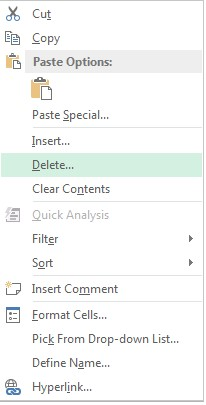 Cut
Copy
Paste Options:
Paste Special...
Insert...
Delete...
Clear Contents
Quick Analysis
Filter
Sort
Insert Comment
Format Cells...
Pick From Drop-down List...
Define Name...
Hyperlink...